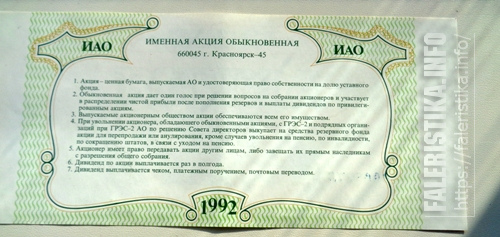 ИАО
ИМЕННАЯ АКЦИЯ ОБЫКНОВЕННАЯ
660045 г. Красноярск-45
ИАО
1. Акция – ценная бумага, выпускаемая АО и удостоверяющая право собственности на долю уставного
фонда.
2. Обыкновенная акция дает один голос при решении вопросов на собрании акционеров и участвует
в распределении чистой прибыли после пополнения резервов и выплаты дивидендов по привилеги-
рованным акциям.
3. Выпускаемые акционерным обществом акции обеспечиваются всего его имуществом.
4. При увольнении акционера, обладавшего обыкновенными акциями, с ГРЭС-2 и подрядных органи-
заций при ГРЭС-2 АО по решению Совета директоров выкупает на средства резервного фонда
акции для перепродажи или аннулирования, кроме случаев увольнения на пенсию, по инвалидности,
по сокращению штатов, в связи с уходом на пенсию.
5. Акционер имеет право передавать акции другим лицам, либо завещать их прямым наследникам
с разрешения общего собрания.
6. Дивиденд по акции выплачивается раз в полгода.
7. Дивиденд выплачивается чеком, платежным поручением, почтовым переводом.
1992
FALERISTIKA.INFO
https://faleristika.info/